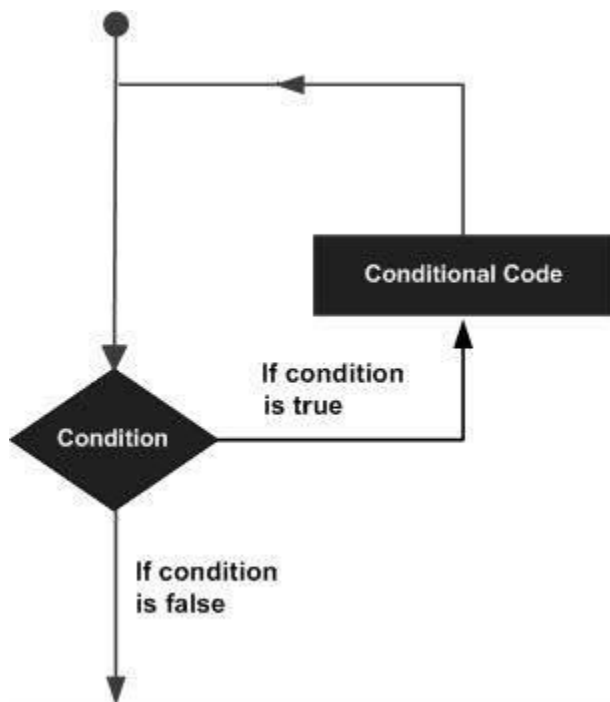 Conditional Code
If condition
is true
Condition
If condition
is false